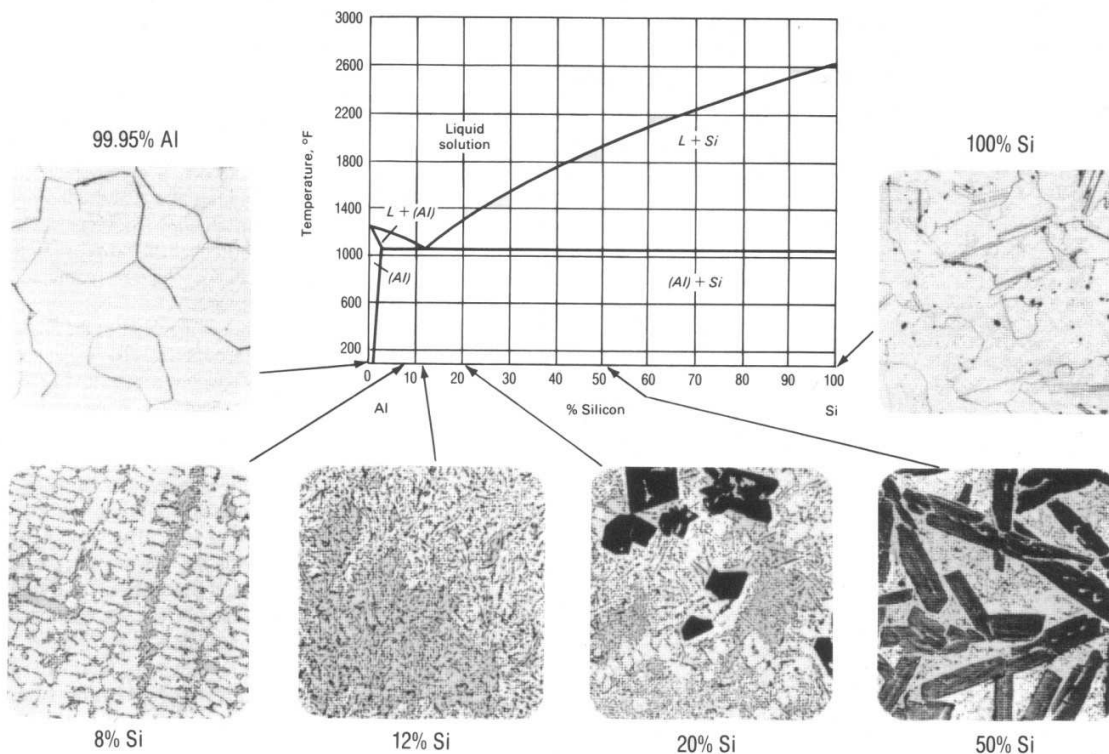 3000
2600
2200
1800
1400
1000
600
200
Temperature, °F
Liquid
solution
L + Si
L + (Al)
(Al)
(Al) + Si
0 10 20 30 40 50 60 70 80 90 100
Al % Silicon Si
99.95% Al
100% Si
8% Si
12% Si
20% Si
50% Si